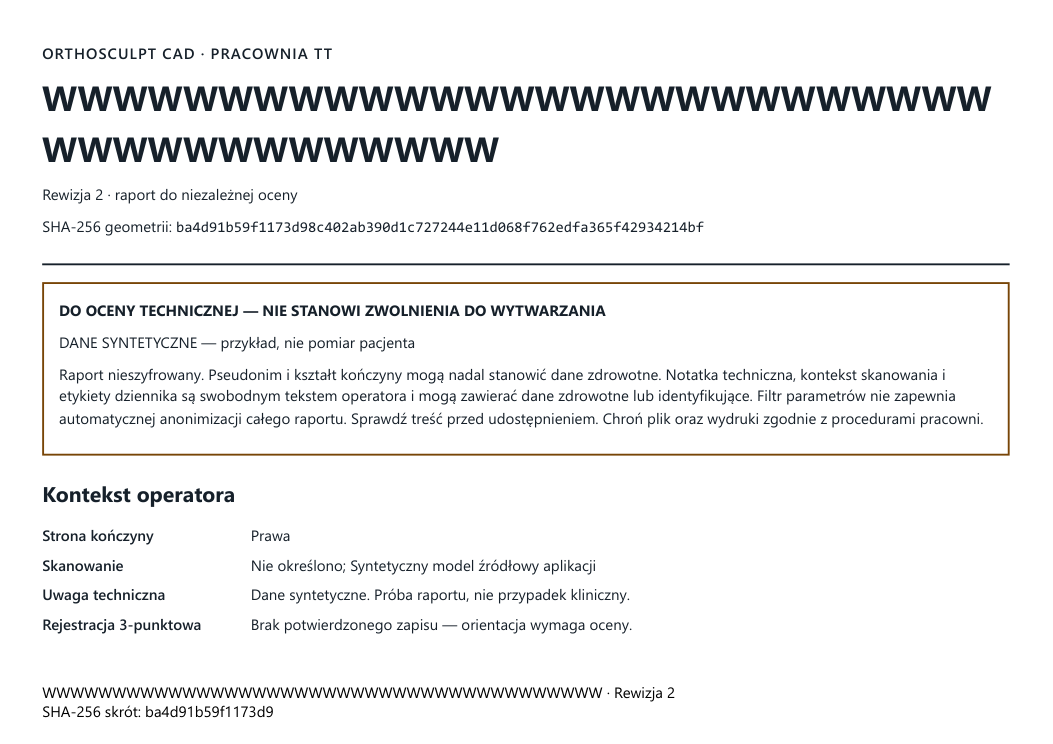 ORTHOSCULPT CAD · PRACOWNIA TT
WWWWWWWWWWWWWWWWWWWWWWWWWWW
WWWWWWWWWWWWW
Rewizja 2 · raport do niezależnej oceny
SHA-256 geometrii: ba4d91b59f1173d98c402ab390d1c727244e11d068f762edfa365f42934214bf
DO OCENY TECHNICZNEJ — NIE STANOWI ZWOLNIENIA DO WYTWARZANIA
DANE SYNTETYCZNE — przykład, nie pomiar pacjenta
Raport nieszyfrowany. Pseudonim i kształt kończyny mogą nadal stanowić dane zdrowotne. Notatka techniczna, kontekst skanowania i
etykiety dziennika są swobodnym tekstem operatora i mogą zawierać dane zdrowotne lub identyfikujące. Filtr parametrów nie zapewnia
automatycznej anonimizacji całego raportu. Sprawdź treść przed udostępnieniem. Chroń plik oraz wydruki zgodnie z procedurami pracowni.
Kontekst operatora
Strona kończyny Prawa
Skanowanie Nie określono; Syntetyczny model źródłowy aplikacji
Uwaga techniczna Dane syntetyczne. Próba raportu, nie przypadek kliniczny.
Rejestracja 3-punktowa Brak potwierdzonego zapisu — orientacja wymaga oceny.
WWWWWWWWWWWWWWWWWWWWWWWWWWWWWWWWWWWWWWWW · Rewizja 2
SHA-256 skrót: ba4d91b59f1173d9